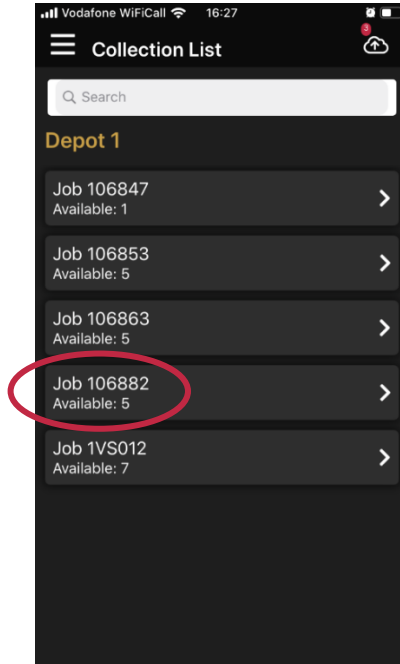 Vodafone WiFiCall 16:27
3
Collection List
Search
Depot 1
Job 106847
Available: 1
Job 106853
Available: 5
Job 106863
Available: 5
Job 106882
Available: 5
Job 1VS012
Available: 7